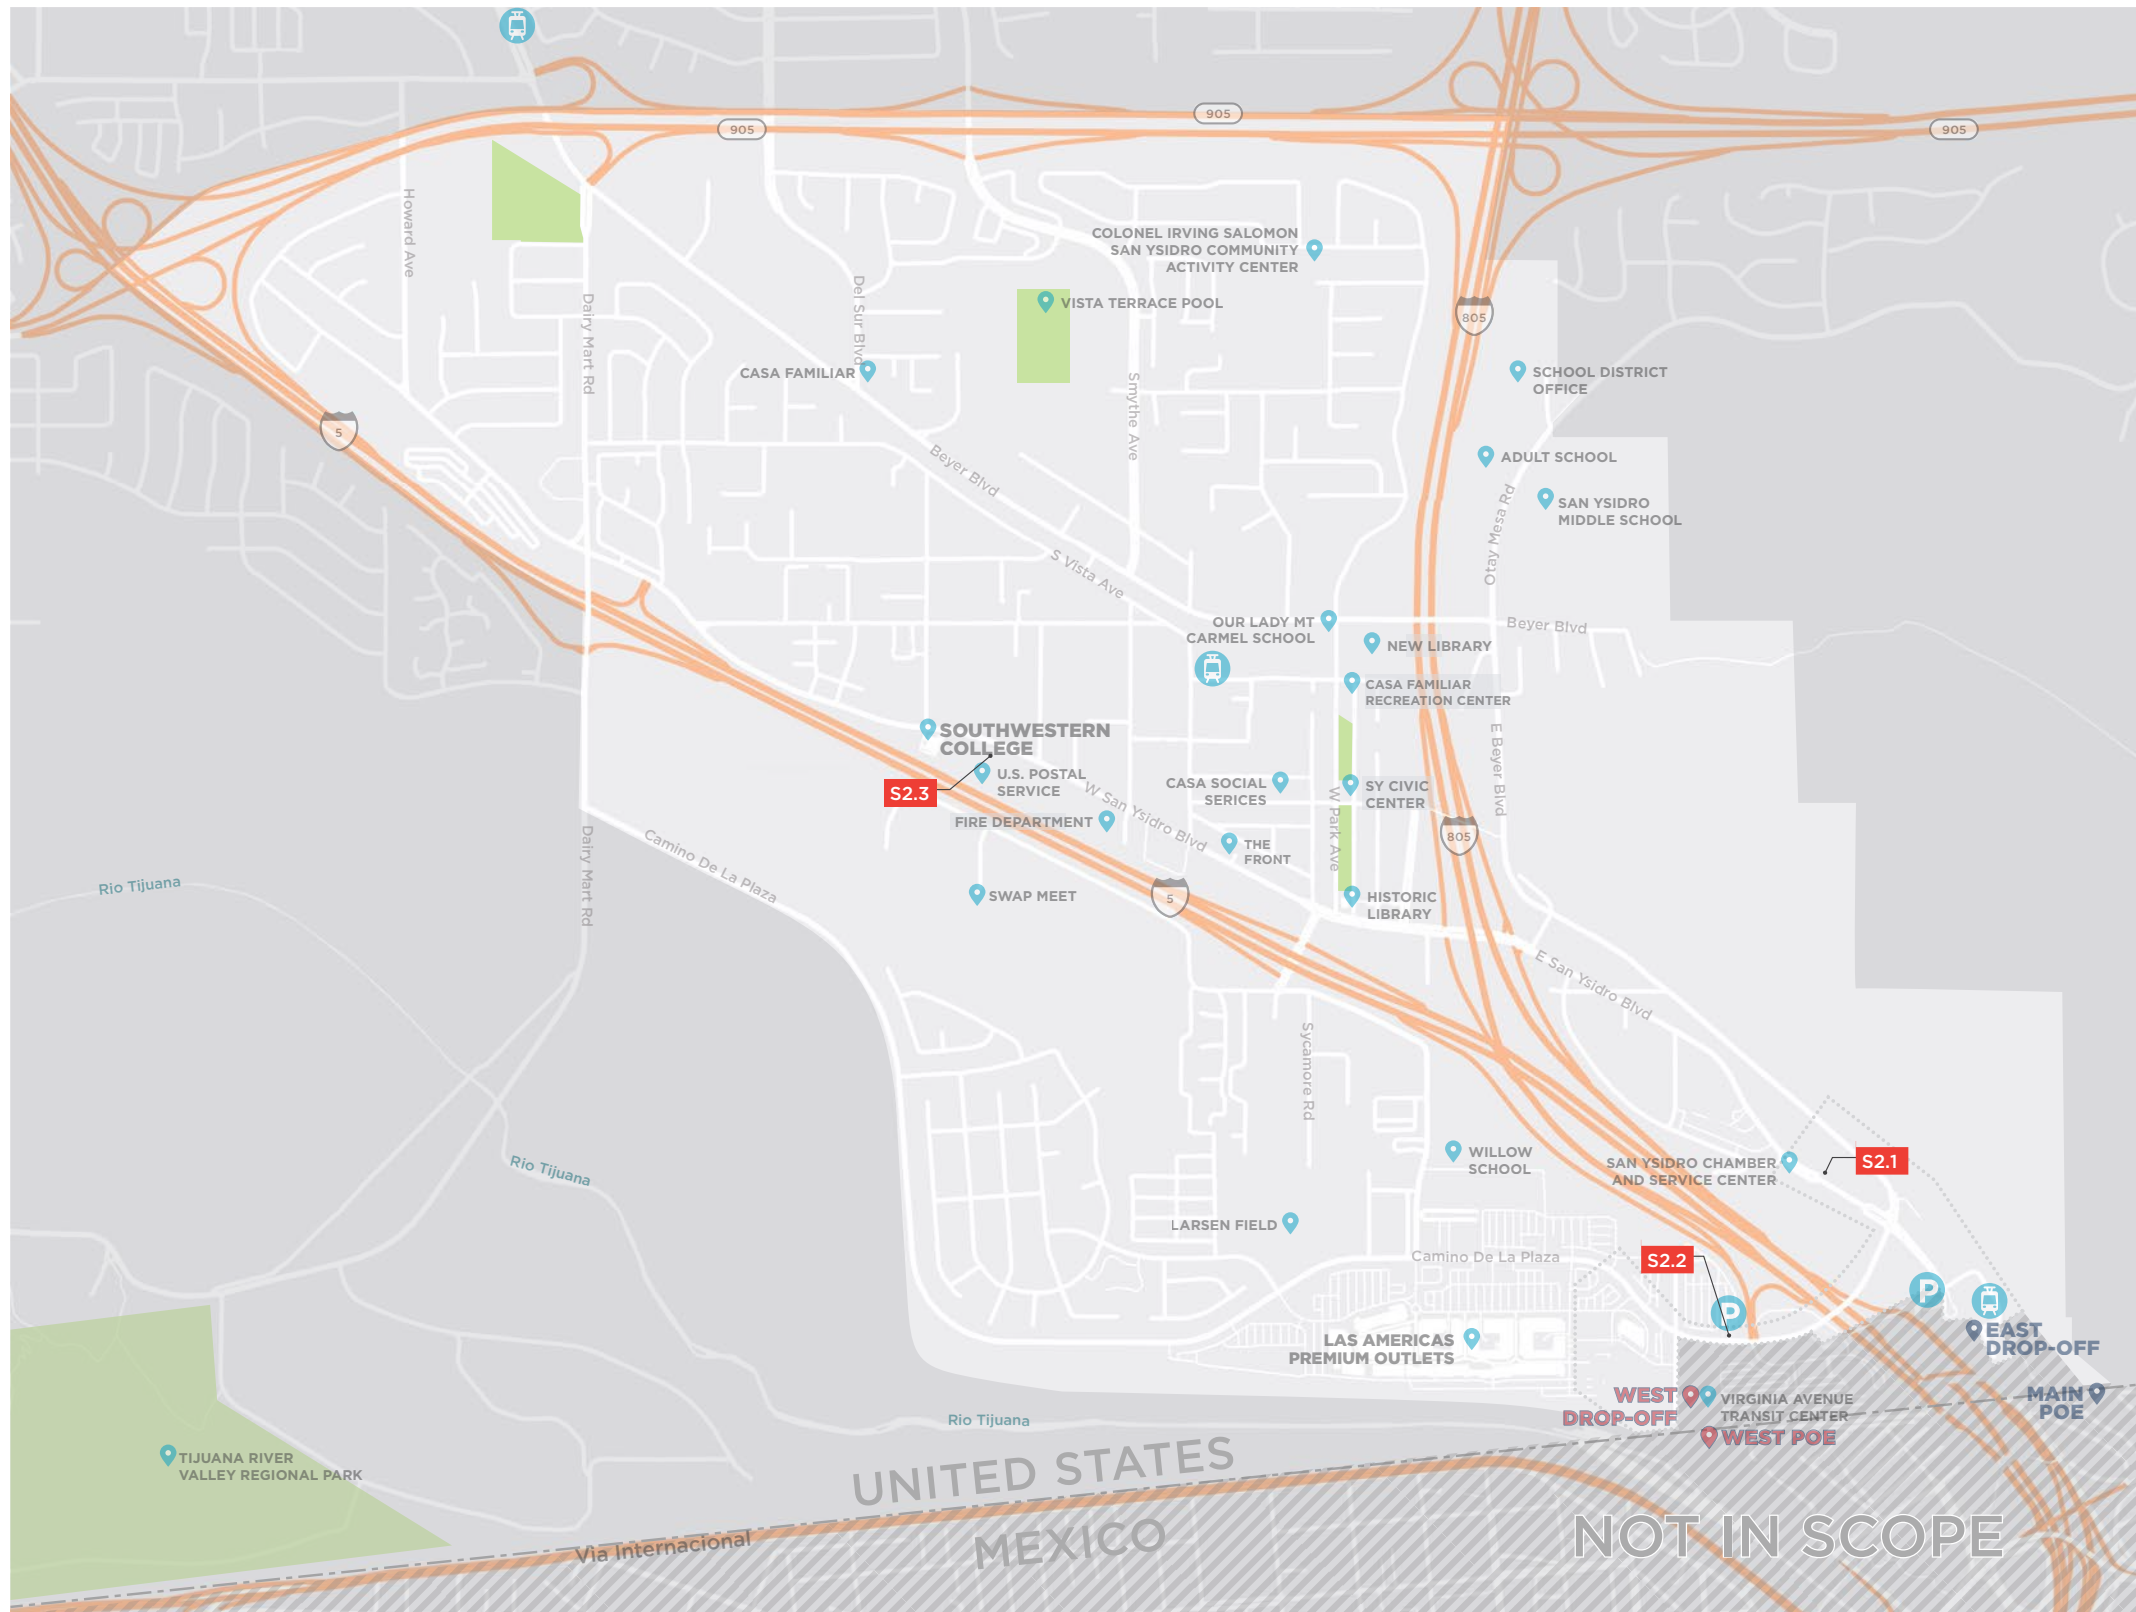 905
905
905
Howard Ave
COLONEL IRVING SALOMON
SAN YSIDRO COMMUNITY
ACTIVITY CENTER
Del Sur Blvd
Dairy Mart Rd
VISTA TERRACE POOL
805
CASA FAMILIAR
Smythe Ave
SCHOOL DISTRICT
OFFICE
5
Beyer Blvd
ADULT SCHOOL
Otay Mesa Rd
SAN YSIDRO
MIDDLE SCHOOL
S Vista Ave
OUR LADY MT
CARMEL SCHOOL
Beyer Blvd
NEW LIBRARY
CASA FAMILIAR
RECREATION CENTER
SOUTHWESTERN
COLLEGE
E Beyer Blvd
S2.3
U.S. POSTAL
SERVICE
W San Ysidro Blvd
CASA SOCIAL
SERICES
W Park Ave
SY CIVIC
CENTER
FIRE DEPARTMENT
805
Dairy Mart Rd
Camino De La Plaza
THE
FRONT
Rio Tijuana
SWAP MEET
5
HISTORIC
LIBRARY
E San Ysidro Blvd
Sycamore Rd
Rio Tijuana
WILLOW
SCHOOL
SAN YSIDRO CHAMBER
AND SERVICE CENTER
S2.1
LARSEN FIELD
Camino De La Plaza
S2.2
P
P
LAS AMERICAS
PREMIUM OUTLETS
EAST
DROP-OFF
WEST
DROP-OFF
VIRGINIA AVENUE
TRANSIT CENTER
WEST POE
MAIN
POE
Rio Tijuana
TIJUANA RIVER
VALLEY REGIONAL PARK
UNITED STATES
Via Internacional
MEXICO
NOT IN SCOPE